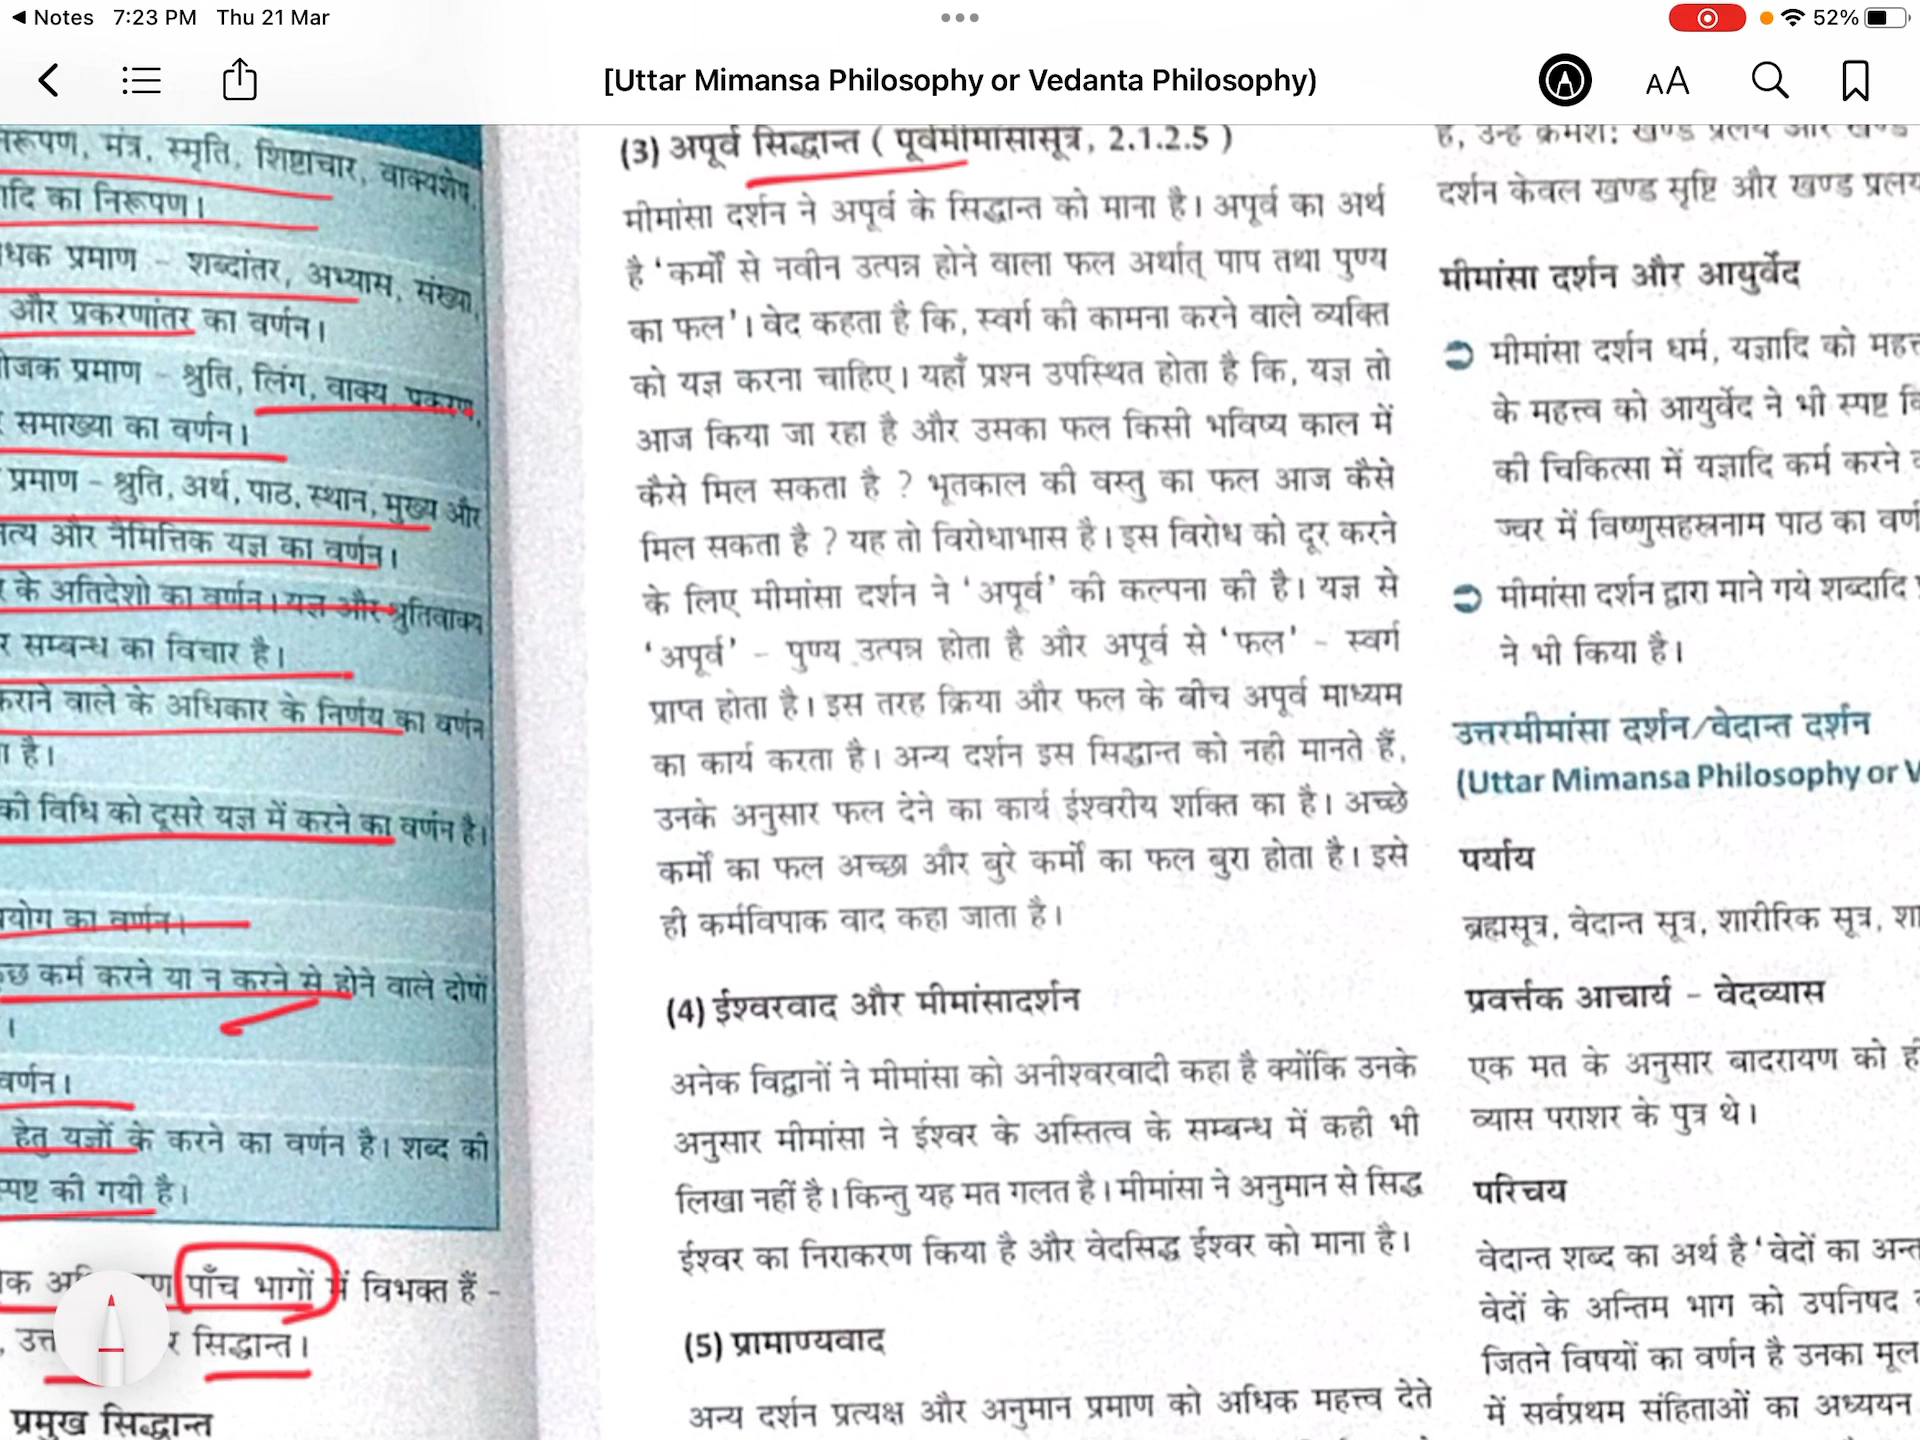 Notes 7:23 PM Thu 21 Mar
52%
[Uttar Mimansa Philosophy or Vedanta Philosophy)
AA
मंत्र, स्मृति, शिष्टाचार, वाक्यशेष,
का निरूपण।
प्रमाण - शब्दांतर, अभ्यास, संख्या,
और प्रकरणांतर का वर्णन।
प्रमाण - श्रुति, लिंग, वाक्य, प्रकरण,
समाख्या का वर्णन।
प्रमाण - श्रुति, अर्थ, पाठ, स्थान, मुख्य और
और नैमित्तिक यज्ञ का वर्णन।
के अतिदेशो का वर्णन। यज्ञ और श्रुतिवाक्य
सम्बन्ध का विचार है।
वाले के अधिकार के निर्णय का वर्णन
है।
की विधि को दूसरे यज्ञ में करने का वर्णन है।
का वर्णन।
कर्म करने या न करने से होने वाले दोषों
।
वर्णन।
हेतु यज्ञों के करने का वर्णन है। शब्द की
की गयी है।
पाँच भागों में विभक्त हैं -
सिद्धान्त।
प्रमुख सिद्धान्त
(3) अपूर्व सिद्धान्त ( पूर्वमीमांसासूत्र, 2.1.2.5 )
मीमांसा दर्शन ने अपूर्व के सिद्धान्त को माना है। अपूर्व का अर्थ
है ‘कर्मों से नवीन उत्पन्न होने वाला फल अर्थात् पाप तथा पुण्य
का फल’। वेद कहता है कि, स्वर्ग की कामना करने वाले व्यक्ति
को यज्ञ करना चाहिए। यहाँ प्रश्न उपस्थित होता है कि, यज्ञ तो
आज किया जा रहा है और उसका फल किसी भविष्य काल में
कैसे मिल सकता है ? भूतकाल की वस्तु का फल आज कैसे
मिल सकता है ? यह तो विरोधाभास है। इस विरोध को दूर करने
के लिए मीमांसा दर्शन ने ‘अपूर्व’ की कल्पना की है। यज्ञ से
‘अपूर्व’ - पुण्य उत्पन्न होता है और अपूर्व से ‘फल’ - स्वर्ग
प्राप्त होता है। इस तरह क्रिया और फल के बीच अपूर्व माध्यम
का कार्य करता है। अन्य दर्शन इस सिद्धान्त को नही मानते हैं,
उनके अनुसार फल देने का कार्य ईश्वरीय शक्ति का है। अच्छे
कर्मों का फल अच्छा और बुरे कर्मों का फल बुरा होता है। इसे
ही कर्मविपाक वाद कहा जाता है।
(4) ईश्वरवाद और मीमांसादर्शन
अनेक विद्वानों ने मीमांसा को अनीश्वरवादी कहा है क्योंकि उनके
अनुसार मीमांसा ने ईश्वर के अस्तित्व के सम्बन्ध में कही भी
लिखा नहीं है। किन्तु यह मत गलत है। मीमांसा ने अनुमान से सिद्ध
ईश्वर का निराकरण किया है और वेदसिद्ध ईश्वर को माना है।
(5) प्रामाण्यवाद
अन्य दर्शन प्रत्यक्ष और अनुमान प्रमाण को अधिक महत्त्व देते
दर्शन केवल खण्ड सृष्टि और खण्ड
मीमांसा दर्शन और आयुर्वेद
मीमांसा दर्शन धर्म, यज्ञादि को
के महत्त्व को आयुर्वेद ने भी स्पष्ट
की चिकित्सा में यज्ञादि कर्म करने
ज्वर में विष्णुसहस्रनाम पाठ का
मीमांसा दर्शन द्वारा माने गये शब्दादि
ने भी किया है।
उत्तरमीमांसा दर्शन/वेदान्त दर्शन
(Uttar Mimansa Philosophy or V
पर्याय
ब्रह्मसूत्र, वेदान्त सूत्र, शारीरिक सूत्र,
प्रवर्त्तक आचार्य - वेदव्यास
एक मत के अनुसार बादरायण को
व्यास पराशर के पुत्र थे।
परिचय
वेदान्त शब्द का अर्थ है ‘वेदों का
वेदों के अन्तिम भाग को उपनिषद
जितने विषयों का वर्णन है उनका मूल
में सर्वप्रथम संहिताओं का अध्ययन